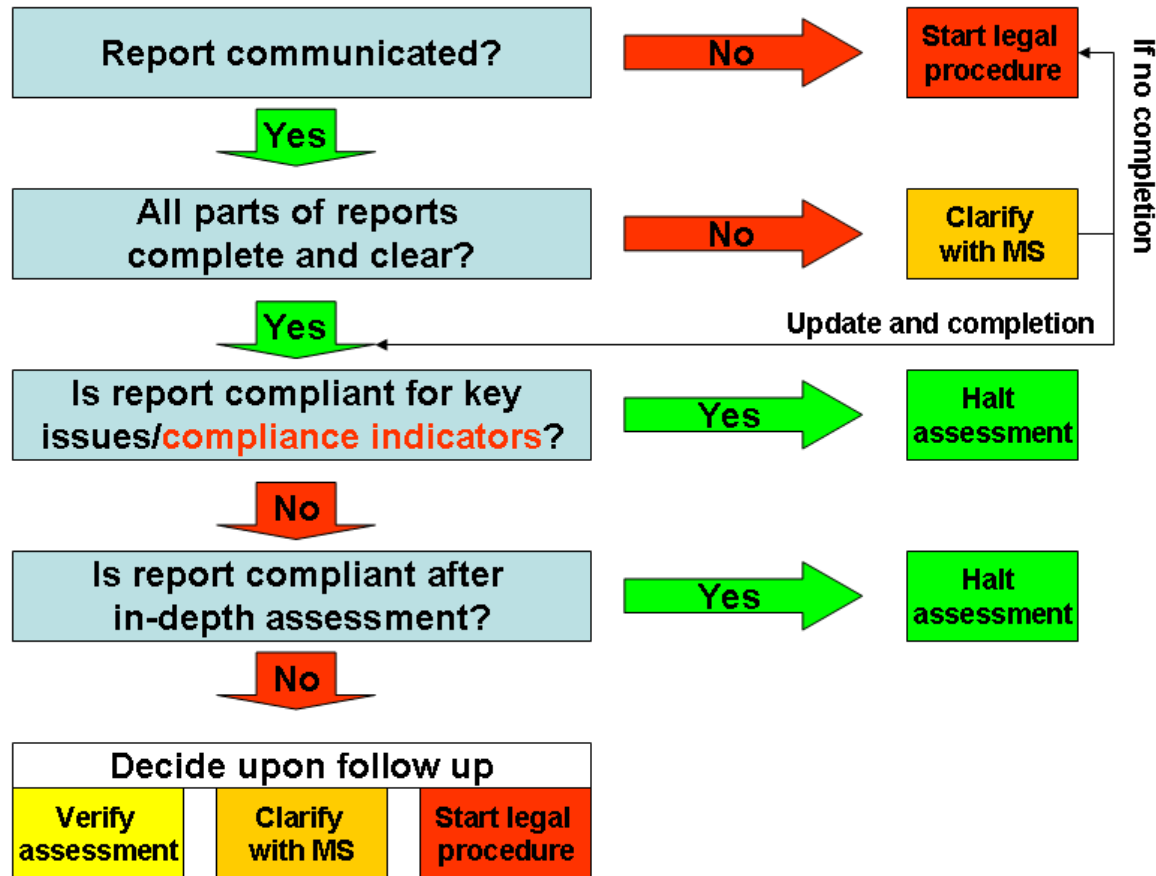 Report communicated?
No
Start legal
procedure
If no completion
Yes
All parts of reports
complete and clear?
No
Clarify
with MS
Yes
Update and completion
Is report compliant for key
issues/compliance indicators?
Yes
Halt
assessment
No
Is report compliant after
in-depth assessment?
Yes
Halt
assessment
No
Decide upon follow up
Verify
assessment
Clarify
with MS
Start legal
procedure